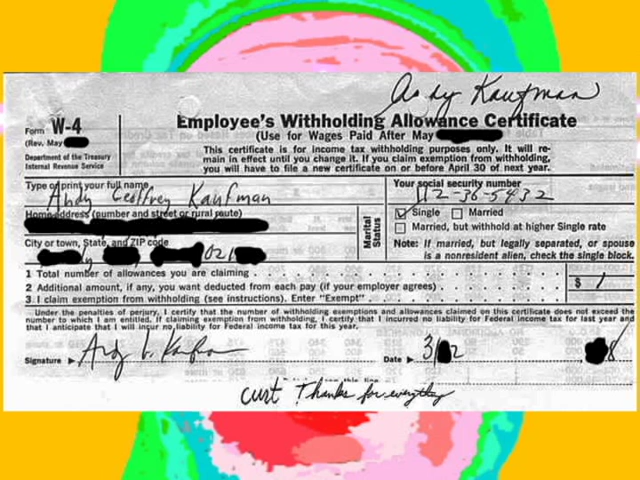 Andy Kaufman
Form W-4
(Rev. May
Department of the Treasury
Internal Revenue Service
Employee's Withholding Allowance Certificate
(Use for Wages Paid After May
This certificate is for income tax withholding purposes only. It will re-
main in effect until you change it. If you claim exemption from withholding,
you will have to file a new certificate on or before April 30 of next year.
Type or print your full name
Andy Geoffrey Kaufman
Your social security number
112-36-5432
Home address (number and street or rural route)
City or town, State, and ZIP code
021
Marital Status
Single Married
Married, but withhold at higher Single rate
Note: If married, but legally separated, or spouse
is a nonresident alien, check the single block.
1 Total number of allowances you are claiming
2 Additional amount, if any, you want deducted from each pay (if your employer agrees)
$ 1
3 I claim exemption from withholding (see instructions). Enter "Exempt"
Under the penalties of perjury, I certify that the number of withholding exemptions and allowances claimed on this certificate does not exceed the
number to which I am entitled. If claiming exemption from withholding, I certify that I incurred no liability for Federal income tax for last year and
that I anticipate that I will incur no liability for Federal income tax for this year.
Signature ▶ Andy G. Kaufman
Date ▶ 3/ 2 8
curt Thanks for everything